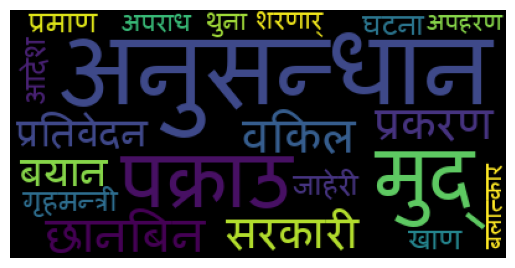 प्रमाण अपराध थुना शरणार् घटना अपहरण
आदेश अनुसन्धान
प्रतिवेदन वकिल प्रकरण
बयान पक्राउ जाहेरी मुद् बलात्कार
गृहमन्त्री
छानबिन सरकारी खाण